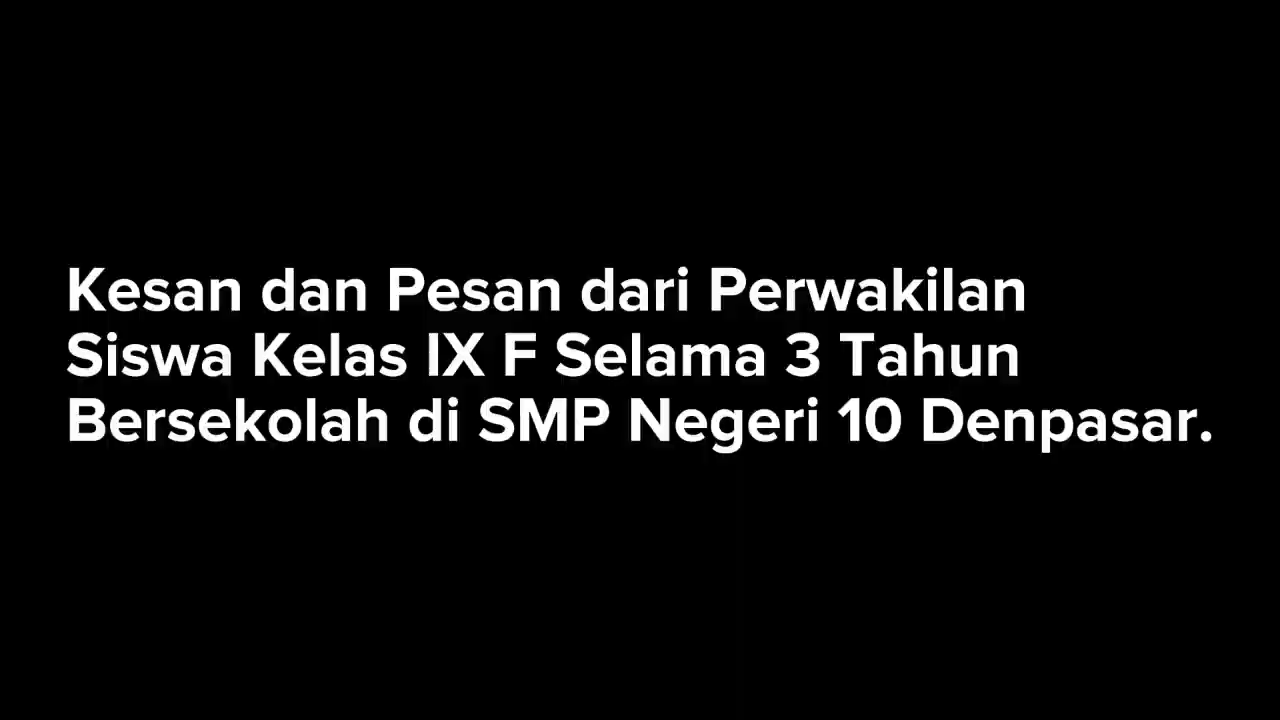 Kesan dan Pesan dari Perwakilan
Siswa Kelas IX F Selama 3 Tahun
Bersekolah di SMP Negeri 10 Denpasar.